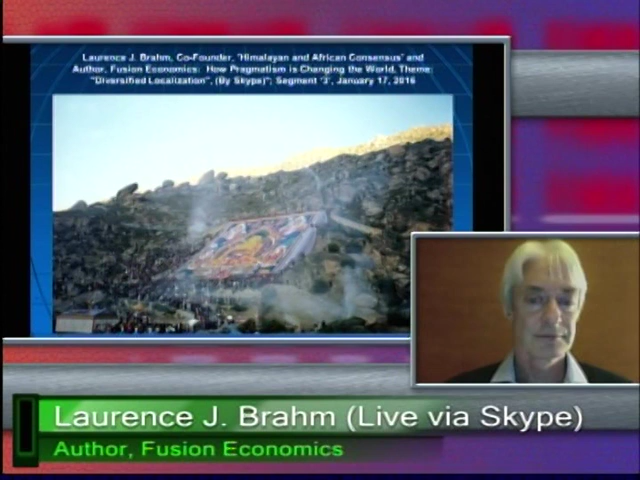 Laurence J. Brahm, Co-Founder, 'Himalayan and African Consensus' and
Author, Fusion Economics: How Pragmatism is Changing the World, Theme:
"Diversified Localization", (By Skype)"; Segment '3', January 17, 2016
Laurence J. Brahm (Live via Skype)
Author, Fusion Economics